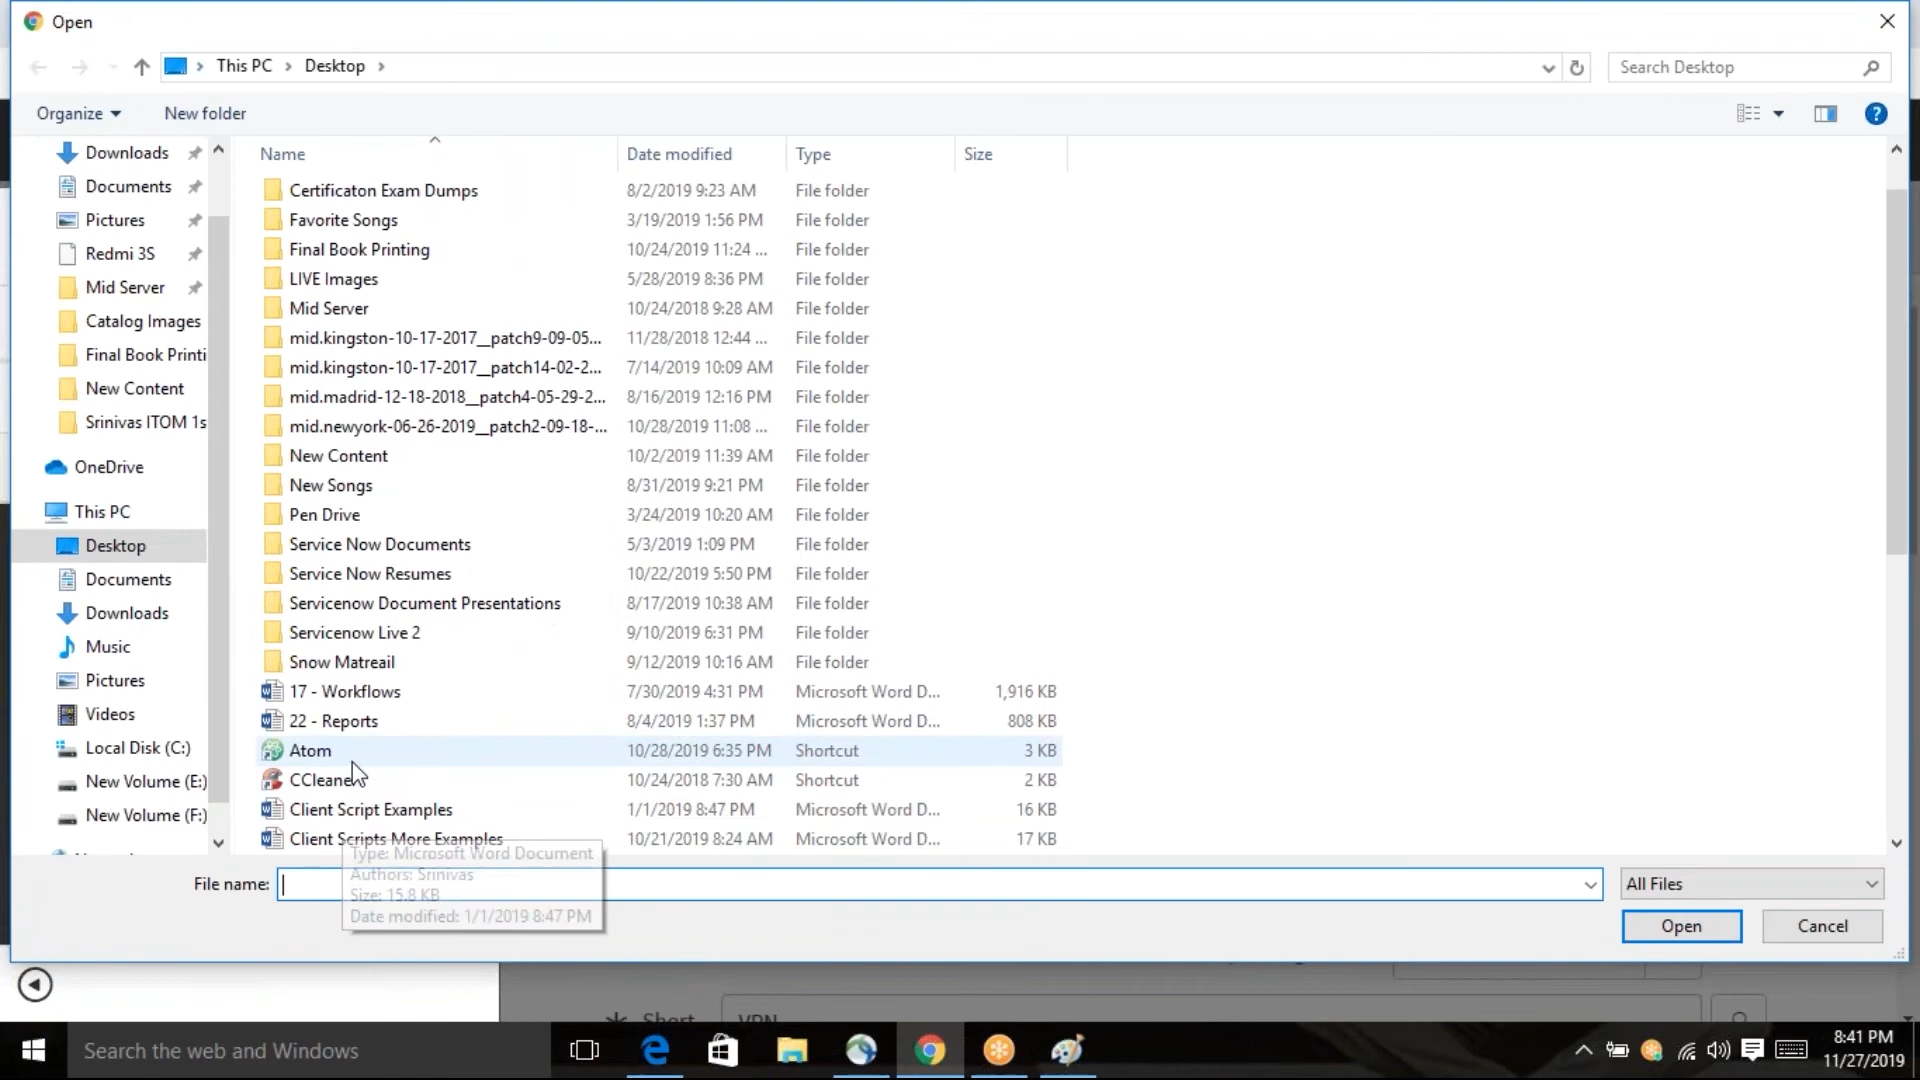 Open
This PC
Desktop
Search Desktop
Organize
New folder
Downloads
Documents
Pictures
Redmi 3S
Mid Server
Catalog Images
Final Book Printi
New Content
Srinivas ITOM 1s
OneDrive
This PC
Desktop
Documents
Downloads
Music
Pictures
Videos
Local Disk (C:)
New Volume (E:)
New Volume (F:)
Name Date modified Type Size
Certificaton Exam Dumps 8/2/2019 9:23 AM File folder
Favorite Songs 3/19/2019 1:56 PM File folder
Final Book Printing 10/24/2019 11:24 ... File folder
LIVE Images 5/28/2019 8:36 PM File folder
Mid Server 10/24/2018 9:28 AM File folder
mid.kingston-10-17-2017__patch9-09-05... 11/28/2018 12:44 ... File folder
mid.kingston-10-17-2017__patch14-02-2... 7/14/2019 10:09 AM File folder
mid.madrid-12-18-2018__patch4-05-29-2... 8/16/2019 12:16 PM File folder
mid.newyork-06-26-2019__patch2-09-18-... 10/28/2019 11:08 ... File folder
New Content 10/2/2019 11:39 AM File folder
New Songs 8/31/2019 9:21 PM File folder
Pen Drive 3/24/2019 10:20 AM File folder
Service Now Documents 5/3/2019 1:09 PM File folder
Service Now Resumes 10/22/2019 5:50 PM File folder
Servicenow Document Presentations 8/17/2019 10:38 AM File folder
Servicenow Live 2 9/10/2019 6:31 PM File folder
Snow Matreail 9/12/2019 10:16 AM File folder
17 - Workflows 7/30/2019 4:31 PM Microsoft Word D... 1,916 KB
22 - Reports 8/4/2019 1:37 PM Microsoft Word D... 808 KB
Atom 10/28/2019 6:35 PM Shortcut 3 KB
CCleaner 10/24/2018 7:30 AM Shortcut 2 KB
Client Script Examples 1/1/2019 8:47 PM Microsoft Word D... 16 KB
Client Scripts More Examples 10/21/2019 8:24 AM Microsoft Word D... 17 KB
Type: Microsoft Word Document
Authors: Srinivas
Size: 15.8 KB
Date modified: 1/1/2019 8:47 PM
File name:
All Files
Open Cancel
Short VPN
Search the web and Windows
8:41 PM
11/27/2019